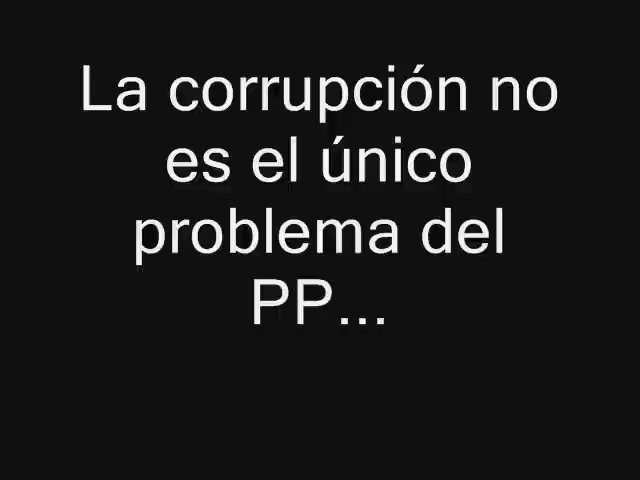 La corrupción no
es el único
problema del
PP...